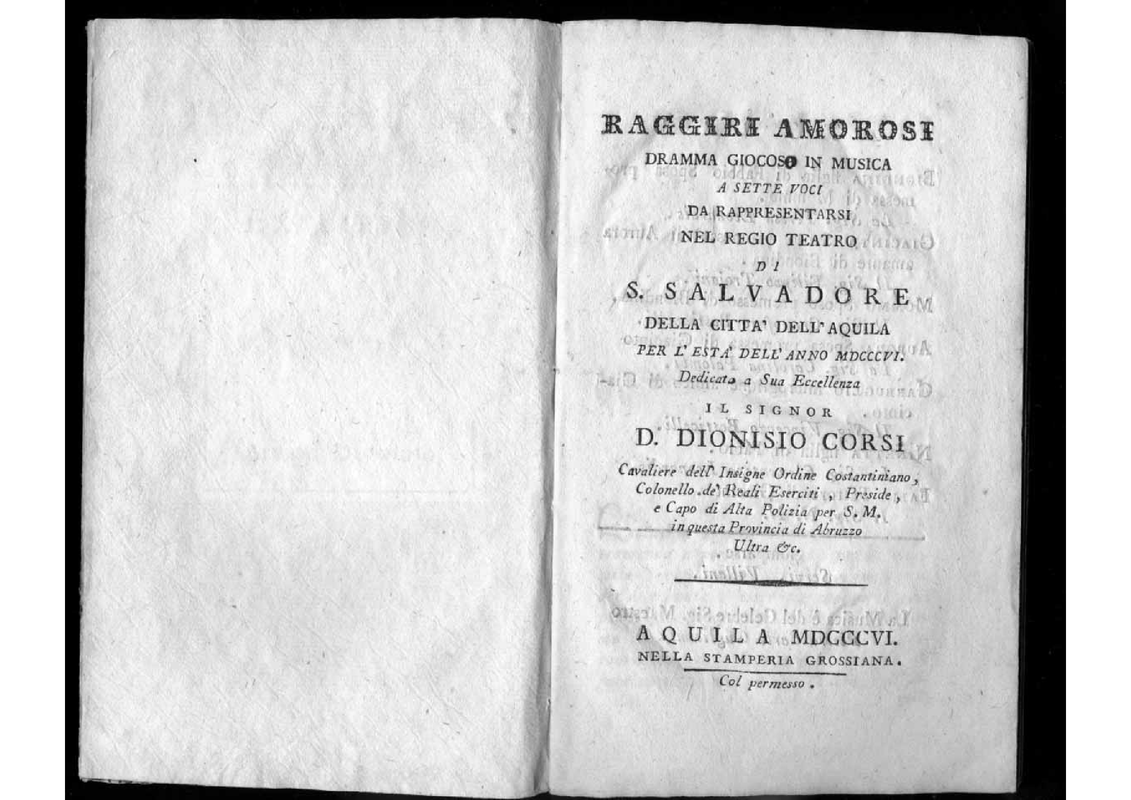 RAGGIRI AMOROSI
DRAMMA GIOCOSO IN MUSICA
A SETTE VOCI
DA RAPPRESENTARSI
NEL REGIO TEATRO
DI
S. SALVADORE
DELLA CITTA' DELL'AQUILA
PER L'ESTA' DELL'ANNO MDCCCVI.
Dedicato a Sua Eccellenza
IL SIGNOR
D. DIONISIO CORSI
Cavaliere dell' Insigne Ordine Costantiniano,
Colonello de' Reali Eserciti, Preside,
e Capo di Alta Polizia per S. M.
in questa Provincia di Abruzzo
Ultra &c.
AQUILA MDCCCVI.
NELLA STAMPERIA GROSSIANA.
Col permesso.